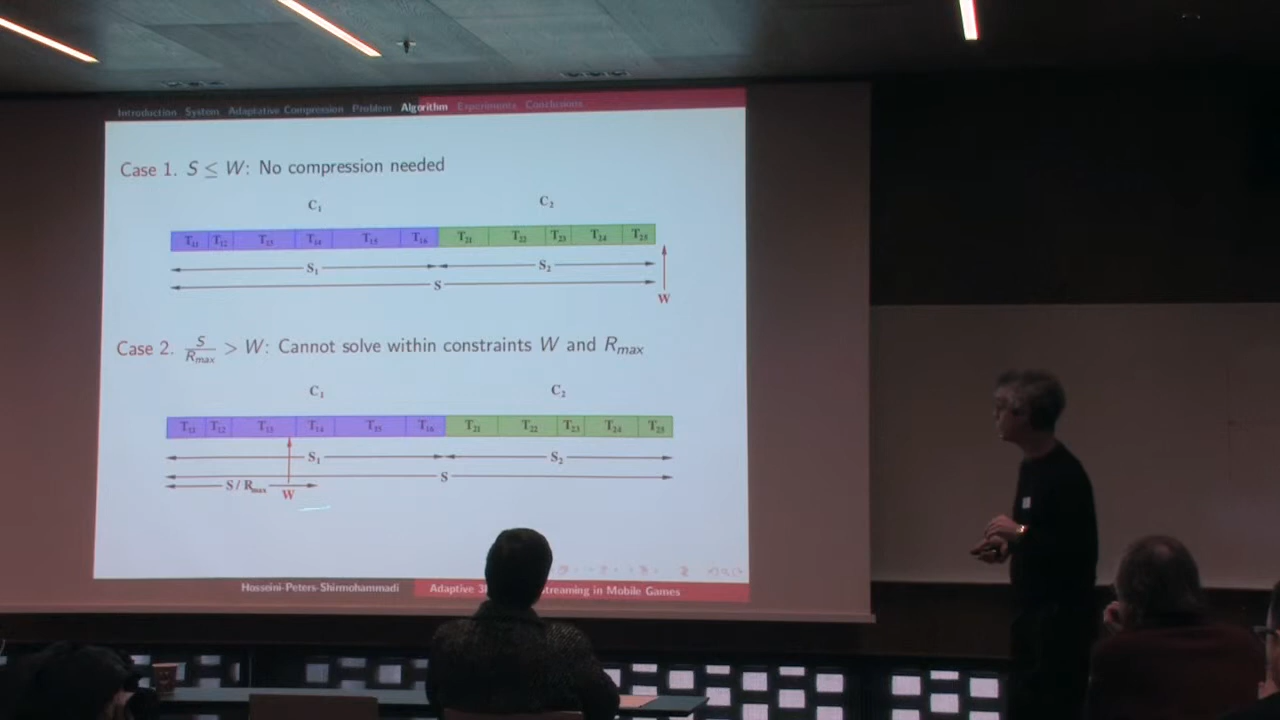 Introduction System Adaptative Compression Problem Algorithm Experiments Conclusions
Case 1. S ≤ W: No compression needed
C₁ C₂
T₁₁ T₁₂ T₁₃ T₁₄ T₁₅ T₁₆ T₂₁ T₂₂ T₂₃ T₂₄ T₂₅
S₁ S₂
S
W
Case 2. S/Rmax > W: Cannot solve within constraints W and Rmax
C₁ C₂
T₁₁ T₁₂ T₁₃ T₁₄ T₁₅ T₁₆ T₂₁ T₂₂ T₂₃ T₂₄ T₂₅
S₁ S₂
S
S / Rmax W
Hosseini-Peters-Shirmohammadi Adaptive 3D streaming in Mobile Games